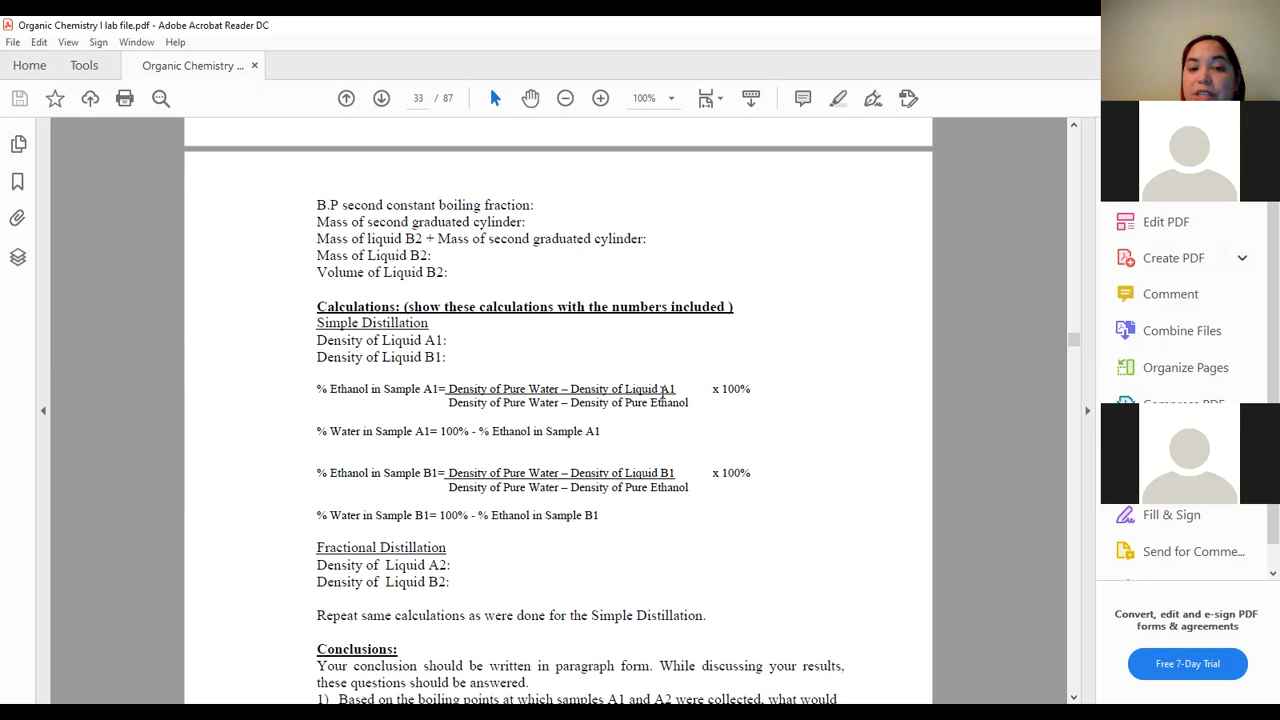 Organic Chemistry I lab file.pdf - Adobe Acrobat Reader DC
File Edit View Sign Window Help
Home Tools Organic Chemistry ... ×
33 / 87 100%
B.P second constant boiling fraction:
Mass of second graduated cylinder:
Mass of liquid B2 + Mass of second graduated cylinder:
Mass of Liquid B2:
Volume of Liquid B2:
Calculations: (show these calculations with the numbers included )
Simple Distillation
Density of Liquid A1:
Density of Liquid B1:
% Ethanol in Sample A1= Density of Pure Water – Density of Liquid A1 x 100%
Density of Pure Water – Density of Pure Ethanol
% Water in Sample A1= 100% - % Ethanol in Sample A1
% Ethanol in Sample B1= Density of Pure Water – Density of Liquid B1 x 100%
Density of Pure Water – Density of Pure Ethanol
% Water in Sample B1= 100% - % Ethanol in Sample B1
Fractional Distillation
Density of Liquid A2:
Density of Liquid B2:
Repeat same calculations as were done for the Simple Distillation.
Conclusions:
Your conclusion should be written in paragraph form. While discussing your results,
these questions should be answered.
1) Based on the boiling points at which samples A1 and A2 were collected, what would
Edit PDF
Create PDF
Comment
Combine Files
Organize Pages
Compress PDF
Fill & Sign
Send for Comme...
Convert, edit and e-sign PDF
forms & agreements
Free 7-Day Trial